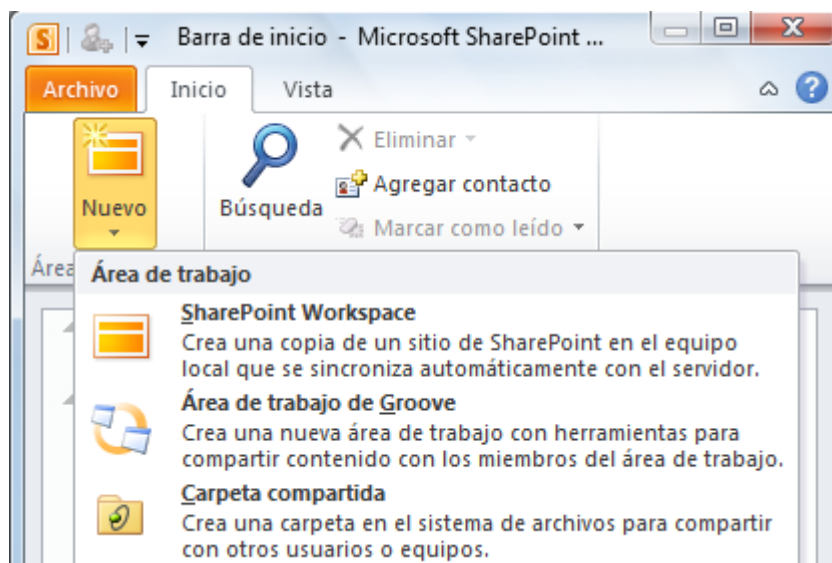 Barra de inicio - Microsoft SharePoint ...
Archivo Inicio Vista
Nuevo
Búsqueda
Eliminar
Agregar contacto
Marcar como leído
Área
Área de trabajo
SharePoint Workspace
Crea una copia de un sitio de SharePoint en el equipo
local que se sincroniza automáticamente con el servidor.
Área de trabajo de Groove
Crea una nueva área de trabajo con herramientas para
compartir contenido con los miembros del área de trabajo.
Carpeta compartida
Crea una carpeta en el sistema de archivos para compartir
con otros usuarios o equipos.